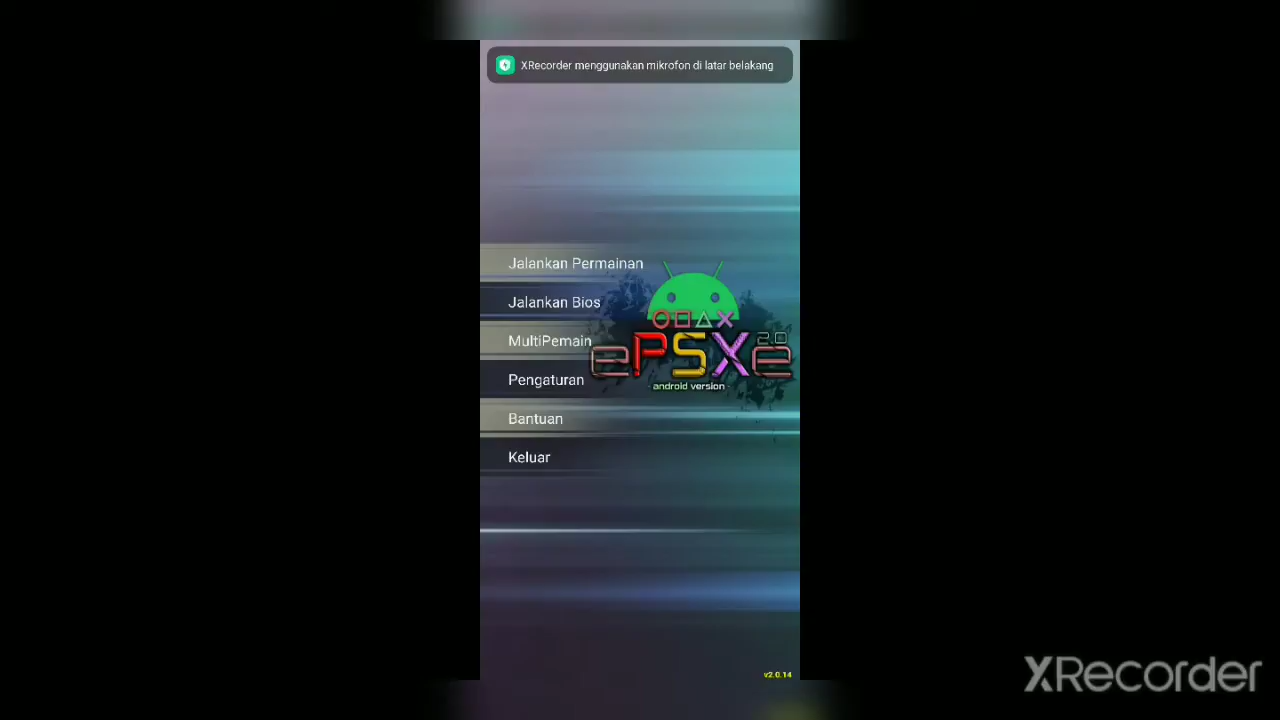 XRecorder menggunakan mikrofon di latar belakang
Jalankan Permainan
Jalankan Bios
MultiPemain
Pengaturan
Bantuan
Keluar
ePSXe 2.0
- android version -
v2.0.14
XRecorder